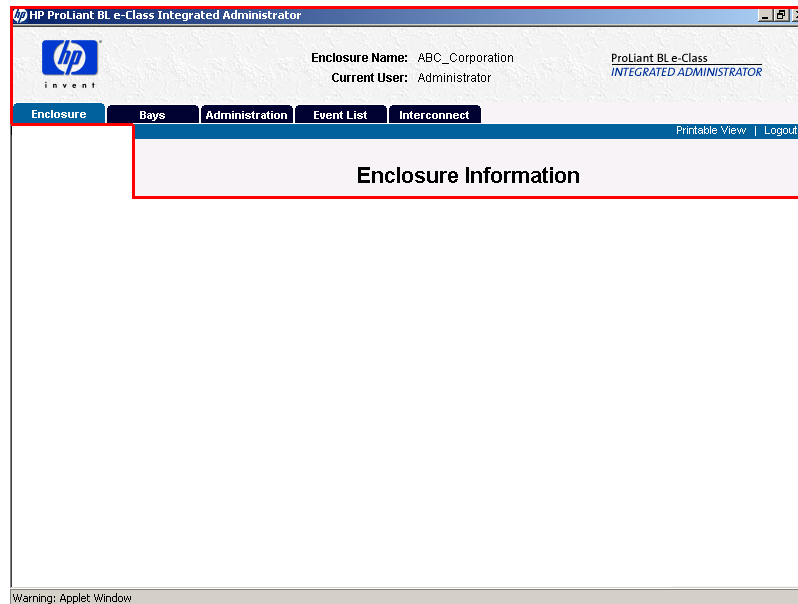 HP ProLiant BL e-Class Integrated Administrator
hp
invent
Enclosure Name: ABC_Corporation
Current User: Administrator
ProLiant BL e-Class
INTEGRATED ADMINISTRATOR
Enclosure Bays Administration Event List Interconnect
Printable View | Logout
Enclosure Information
Warning: Applet Window